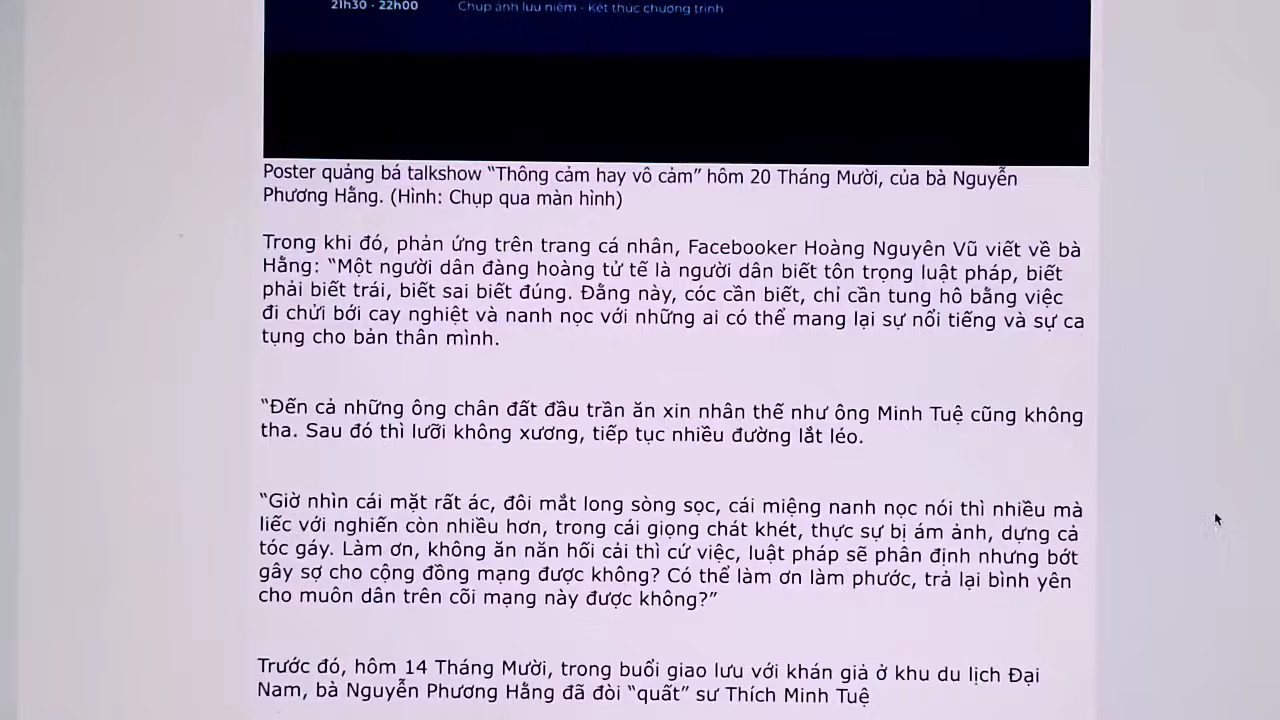 21h30 - 22h00 Chụp ảnh lưu niệm - Kết thúc chương trình
Poster quảng bá talkshow “Thông cảm hay vô cảm” hôm 20 Tháng Mười, của bà Nguyễn
Phương Hằng. (Hình: Chụp qua màn hình)
Trong khi đó, phản ứng trên trang cá nhân, Facebooker Hoàng Nguyên Vũ viết về bà
Hằng: “Một người dân đàng hoàng tử tế là người dân biết tôn trọng luật pháp, biết
phải biết trái, biết sai biết đúng. Đằng này, cóc cần biết, chỉ cần tung hô bằng việc
đi chửi bới cay nghiệt và nanh nọc với những ai có thể mang lại sự nổi tiếng và sự ca
tụng cho bản thân mình.
“Đến cả những ông chân đất đầu trần ăn xin nhân thế như ông Minh Tuệ cũng không
tha. Sau đó thì lưỡi không xương, tiếp tục nhiều đường lắt léo.
“Giờ nhìn cái mặt rất ác, đôi mắt long sòng sọc, cái miệng nanh nọc nói thì nhiều mà
liếc với nghiến còn nhiều hơn, trong cái giọng chát khét, thực sự bị ám ảnh, dựng cả
tóc gáy. Làm ơn, không ăn năn hối cải thì cứ việc, luật pháp sẽ phân định nhưng bớt
gây sợ cho cộng đồng mạng được không? Có thể làm ơn làm phước, trả lại bình yên
cho muôn dân trên cõi mạng này được không?”
Trước đó, hôm 14 Tháng Mười, trong buổi giao lưu với khán giả ở khu du lịch Đại
Nam, bà Nguyễn Phương Hằng đã đòi “quất” sư Thích Minh Tuệ